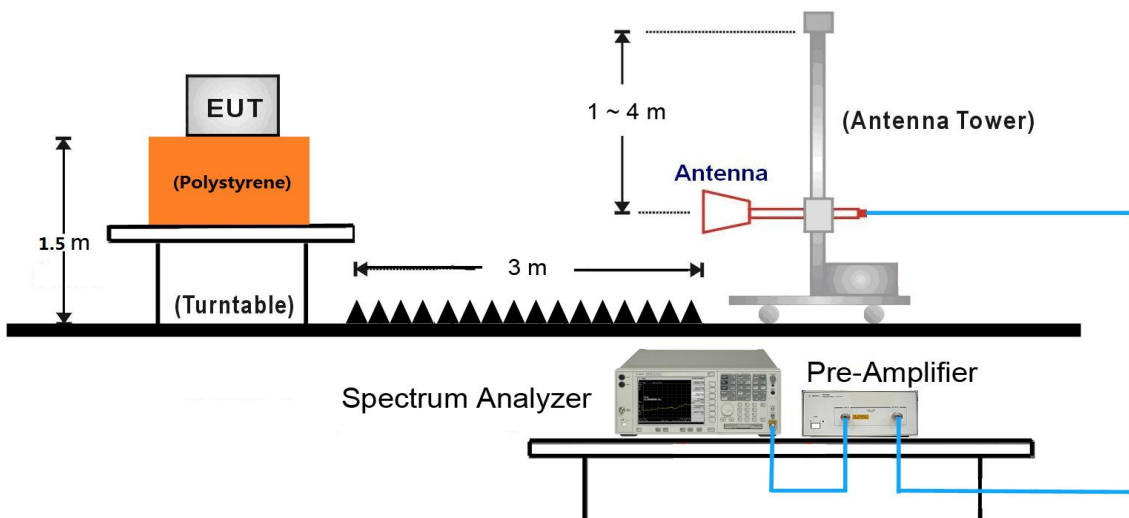 EUT
(Polystyrene)
1.5 m
(Turntable)
3 m
1 ~ 4 m
(Antenna Tower)
Antenna
Spectrum Analyzer
Pre-Amplifier